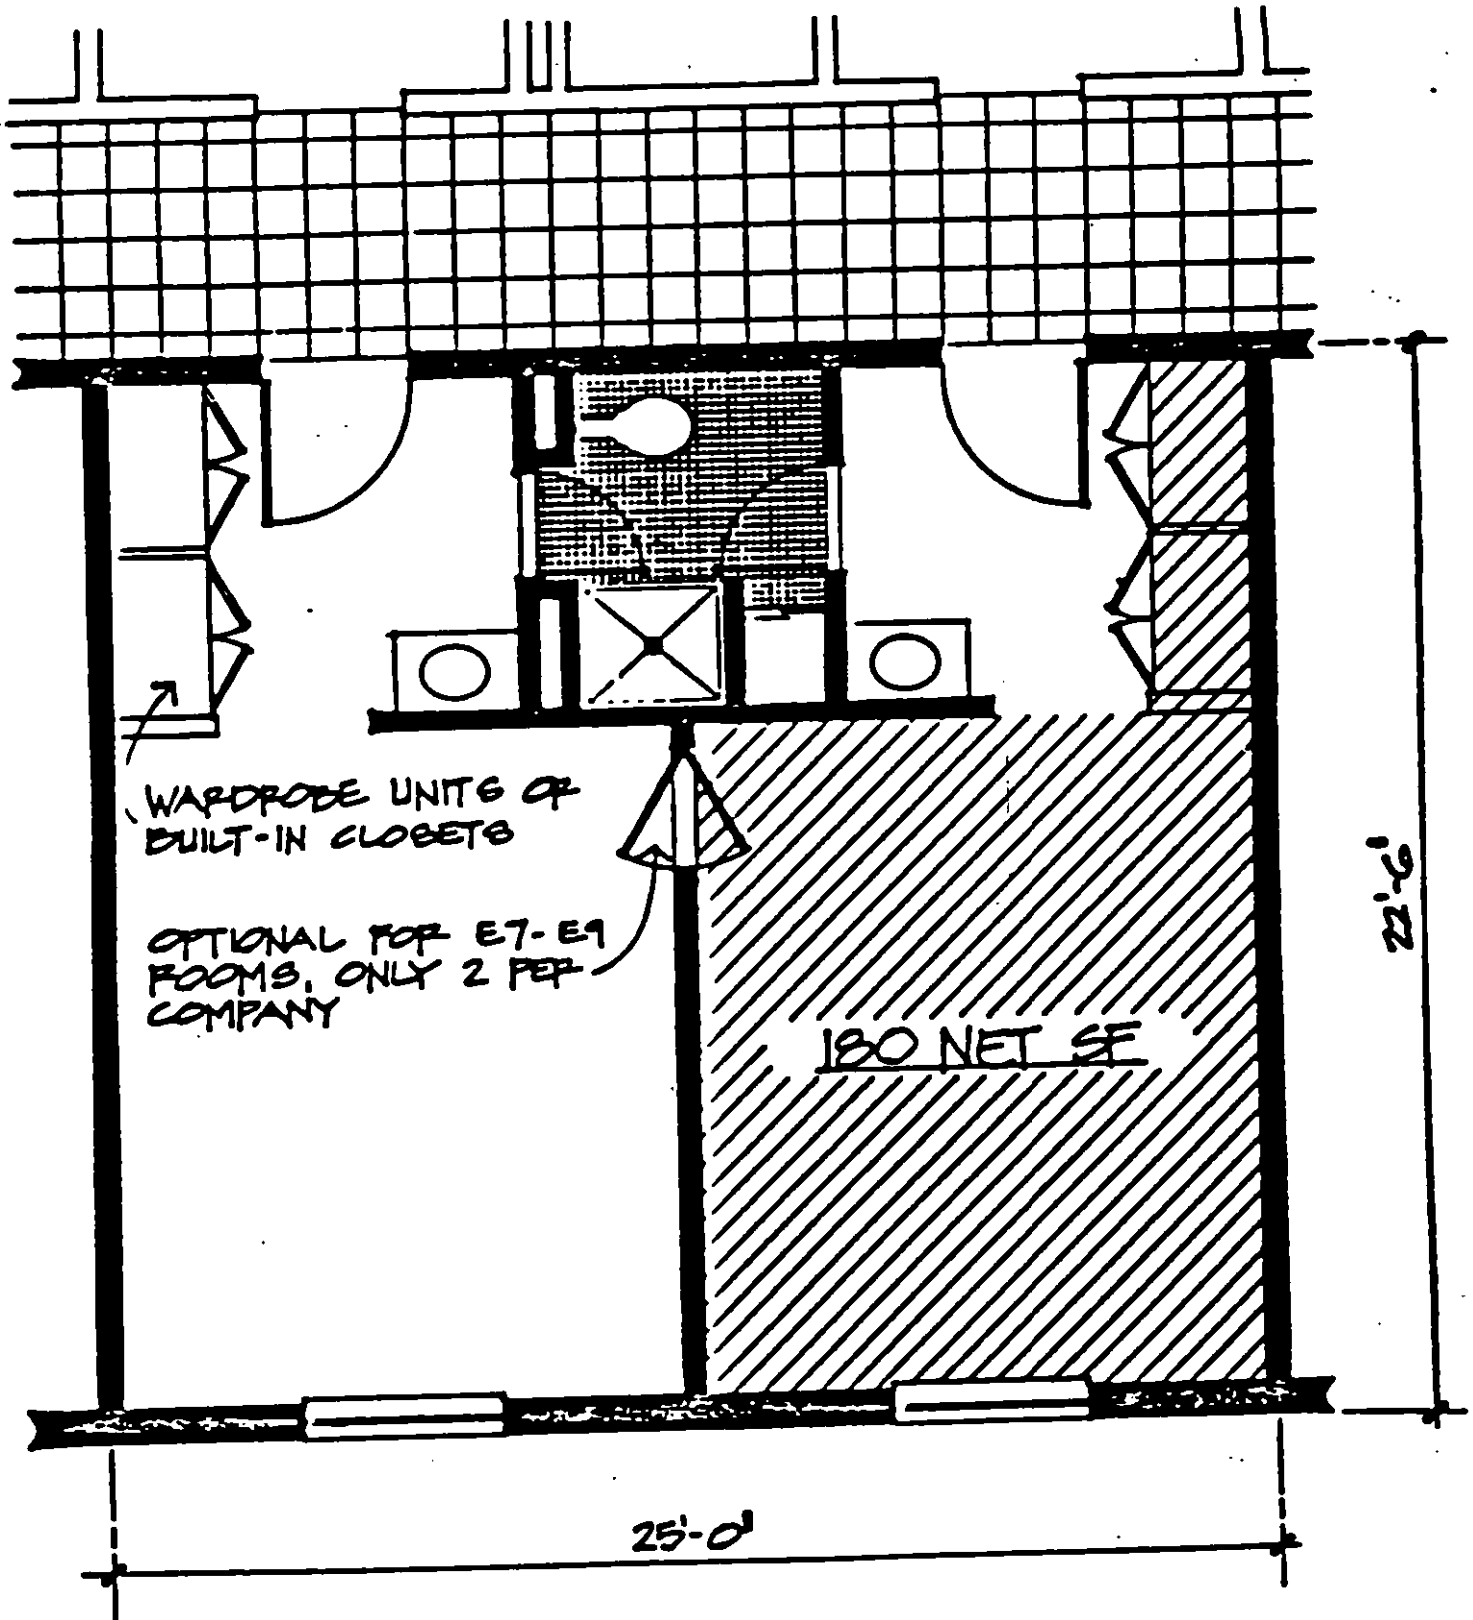 WARDROBE UNITS OR
BUILT-IN CLOSETS
OPTIONAL FOR E7-E9
ROOMS, ONLY 2 PER
COMPANY
180 NET SF
22'-6"
25'-0"